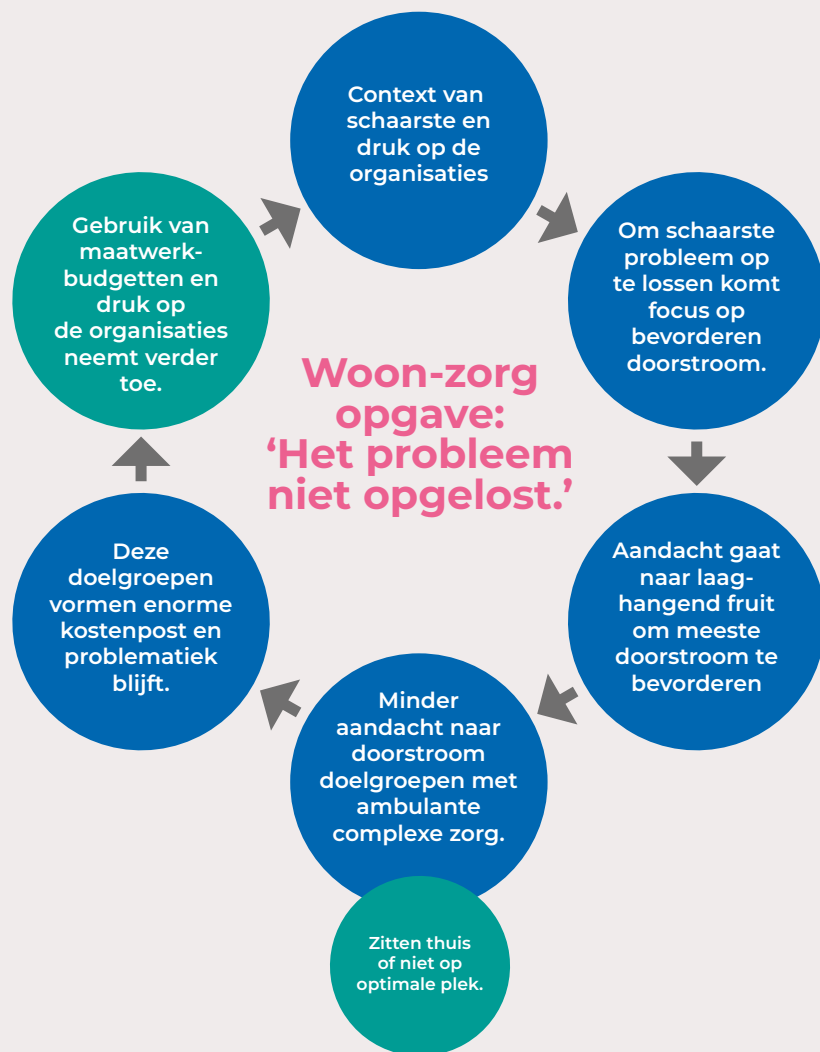 Context van
schaarste en
druk op de
organisaties
Om schaarste
probleem op
te lossen komt
focus op
bevorderen
doorstroom.
Aandacht gaat
naar laag-
hangend fruit
om meeste
doorstroom te
bevorderen
Minder
aandacht naar
doorstroom
doelgroepen met
ambulante
complexe zorg.
Zitten thuis
of niet op
optimale plek.
Deze
doelgroepen
vormen enorme
kostenpost en
problematiek
blijft.
Gebruik van
maatwerk-
budgetten en
druk op
de organisaties
neemt verder
toe.
Woon-zorg
opgave:
‘Het probleem
niet opgelost.’